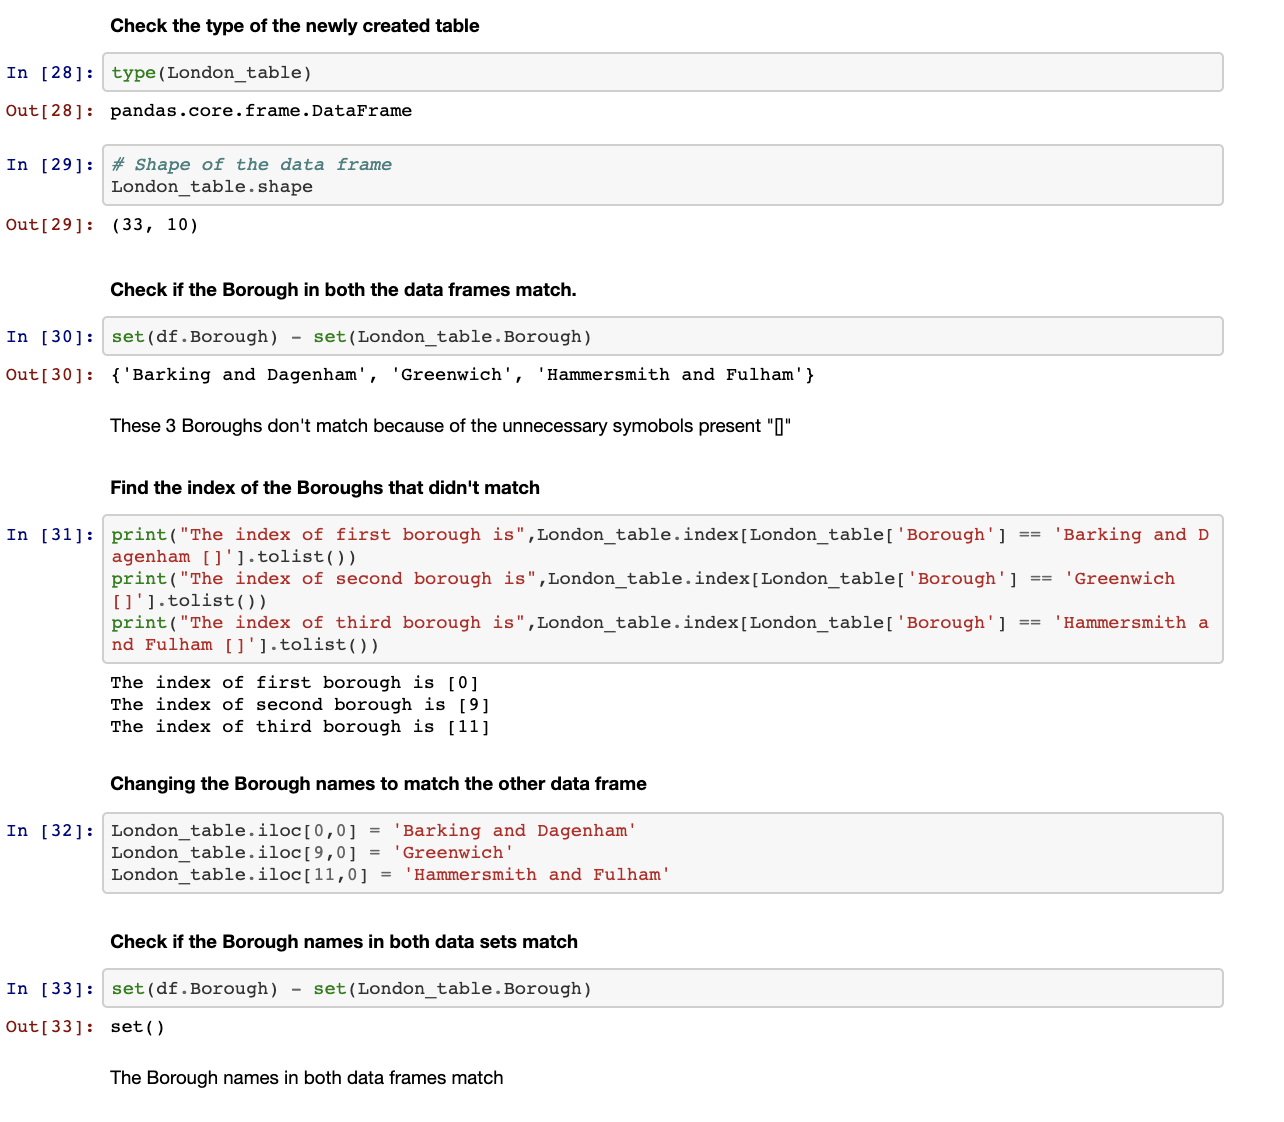 Check the type of the newly created table
In [28]: type(London_table)
Out[28]: pandas.core.frame.DataFrame
In [29]: # Shape of the data frame
London_table.shape
Out[29]: (33, 10)
Check if the Borough in both the data frames match.
In [30]: set(df.Borough) - set(London_table.Borough)
Out[30]: {'Barking and Dagenham', 'Greenwich', 'Hammersmith and Fulham'}
These 3 Boroughs don't match because of the unnecessary symobols present "[]"
Find the index of the Boroughs that didn't match
In [31]: print("The index of first borough is",London_table.index[London_table['Borough'] == 'Barking and D
agenham []'].tolist())
print("The index of second borough is",London_table.index[London_table['Borough'] == 'Greenwich
[]'].tolist())
print("The index of third borough is",London_table.index[London_table['Borough'] == 'Hammersmith a
nd Fulham []'].tolist())
The index of first borough is [0]
The index of second borough is [9]
The index of third borough is [11]
Changing the Borough names to match the other data frame
In [32]: London_table.iloc[0,0] = 'Barking and Dagenham'
London_table.iloc[9,0] = 'Greenwich'
London_table.iloc[11,0] = 'Hammersmith and Fulham'
Check if the Borough names in both data sets match
In [33]: set(df.Borough) - set(London_table.Borough)
Out[33]: set()
The Borough names in both data frames match